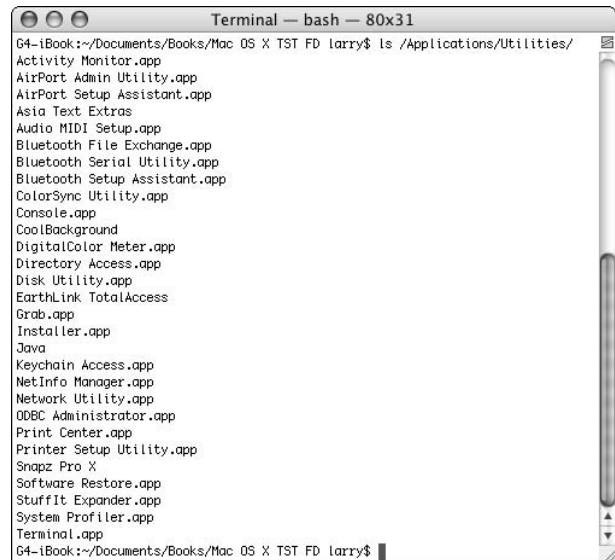 Terminal — bash — 80x31
G4-iBook:~/Documents/Books/Mac OS X TST FD larry$ ls /Applications/Utilities/
Activity Monitor.app
AirPort Admin Utility.app
AirPort Setup Assistant.app
Asia Text Extras
Audio MIDI Setup.app
Bluetooth File Exchange.app
Bluetooth Serial Utility.app
Bluetooth Setup Assistant.app
ColorSync Utility.app
Console.app
CoolBackground
DigitalColor Meter.app
Directory Access.app
Disk Utility.app
EarthLink TotalAccess
Grab.app
Installer.app
Java
Keychain Access.app
NetInfo Manager.app
Network Utility.app
ODBC Administrator.app
Print Center.app
Printer Setup Utility.app
Snapz Pro X
Software Restore.app
StuffIt Expander.app
System Profiler.app
Terminal.app
G4-iBook:~/Documents/Books/Mac OS X TST FD larry$